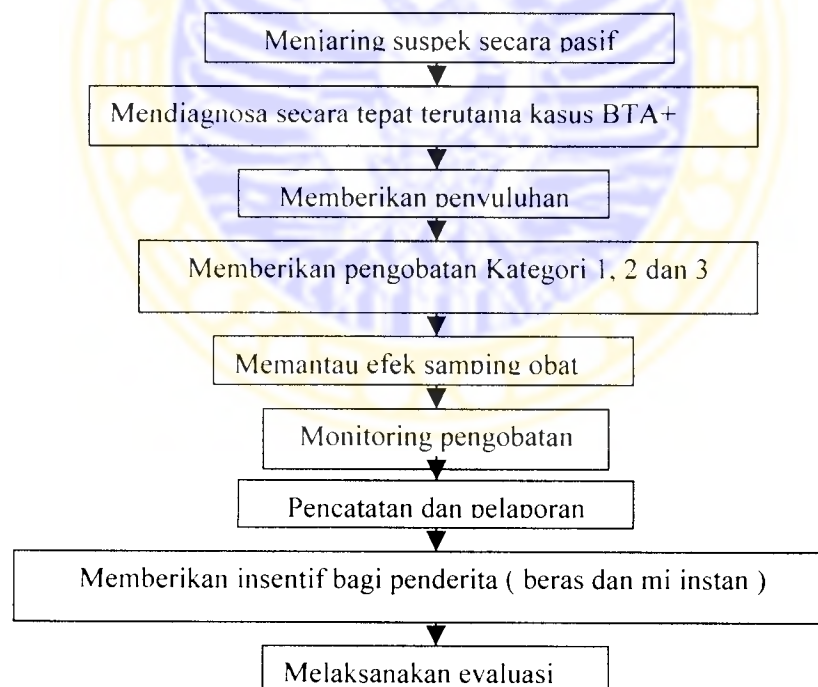 Menjaring suspek secara pasif
Mendiagnosa secara tepat terutama kasus BTA+
Memberikan penyuluhan
Memberikan pengobatan Kategori 1, 2 dan 3
Memantau efek samping obat
Monitoring pengobatan
Pencatatan dan pelaporan
Memberikan insentif bagi penderita ( beras dan mi instan )
Melaksanakan evaluasi